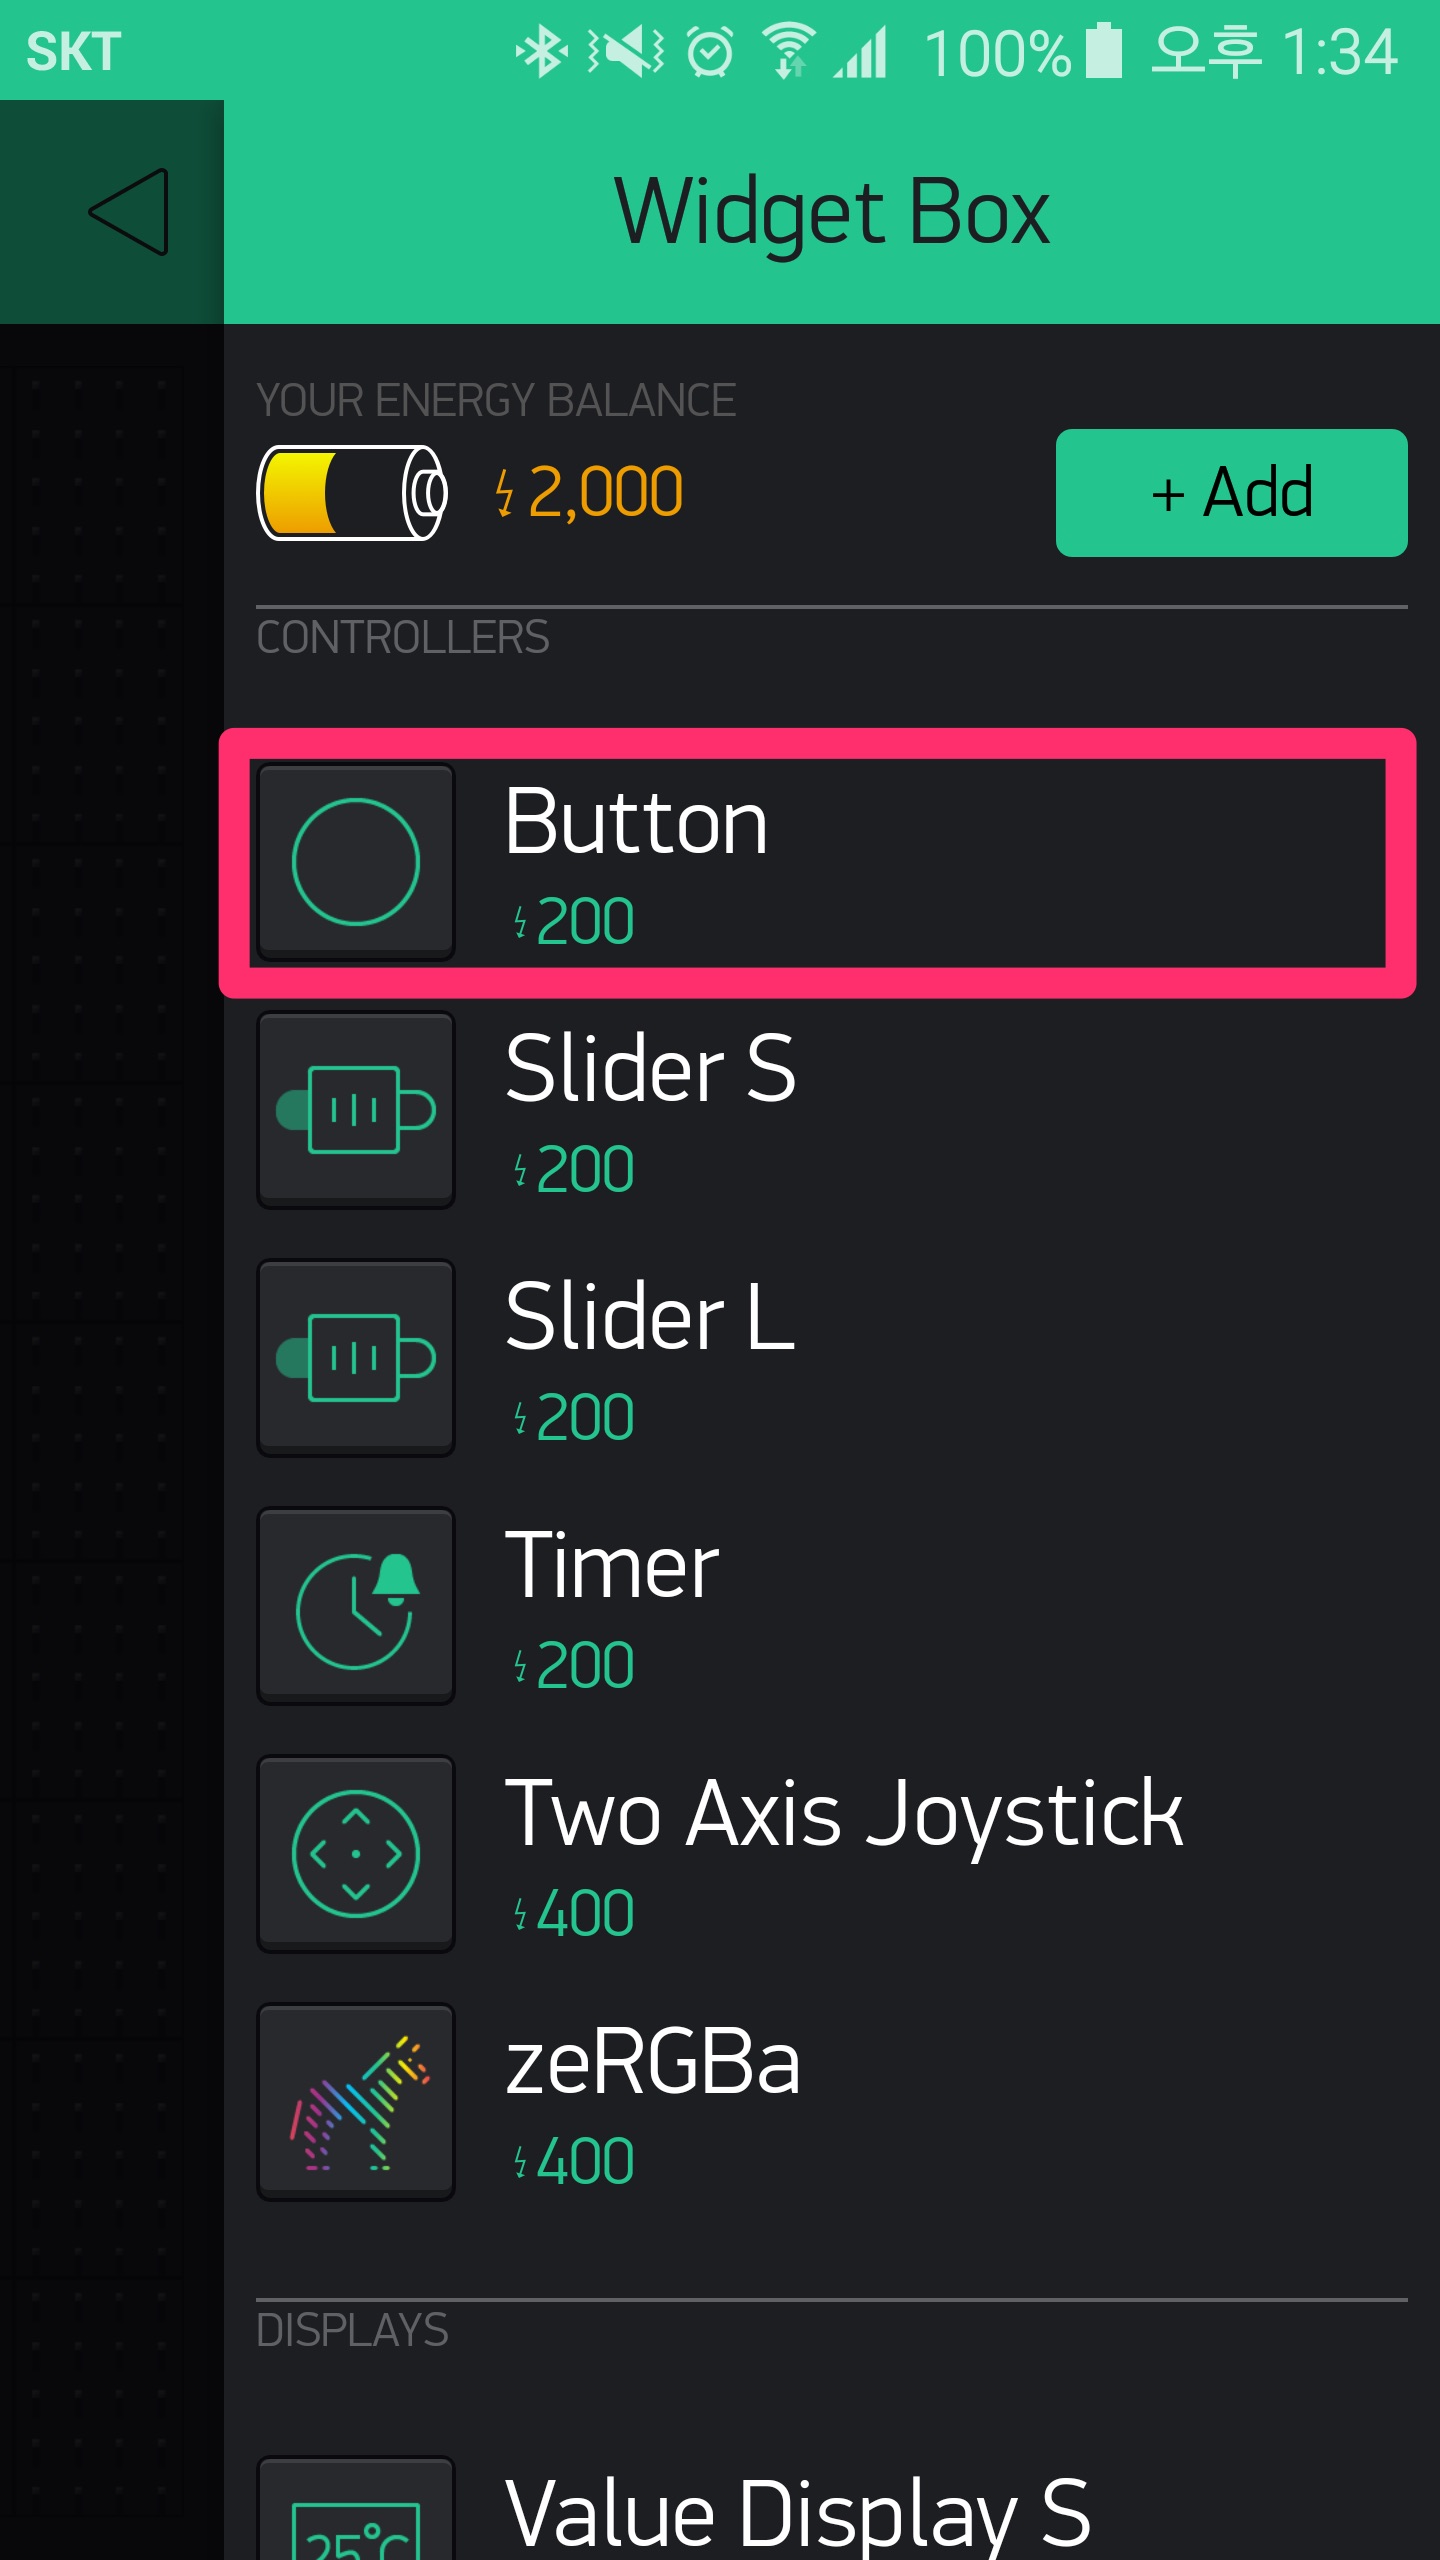 SKT 100% 오후 1:34
Widget Box
YOUR ENERGY BALANCE
2,000
+ Add
CONTROLLERS
Button
200
Slider S
200
Slider L
200
Timer
200
Two Axis Joystick
400
zeRGBa
400
DISPLAYS
Value Display S
25°C